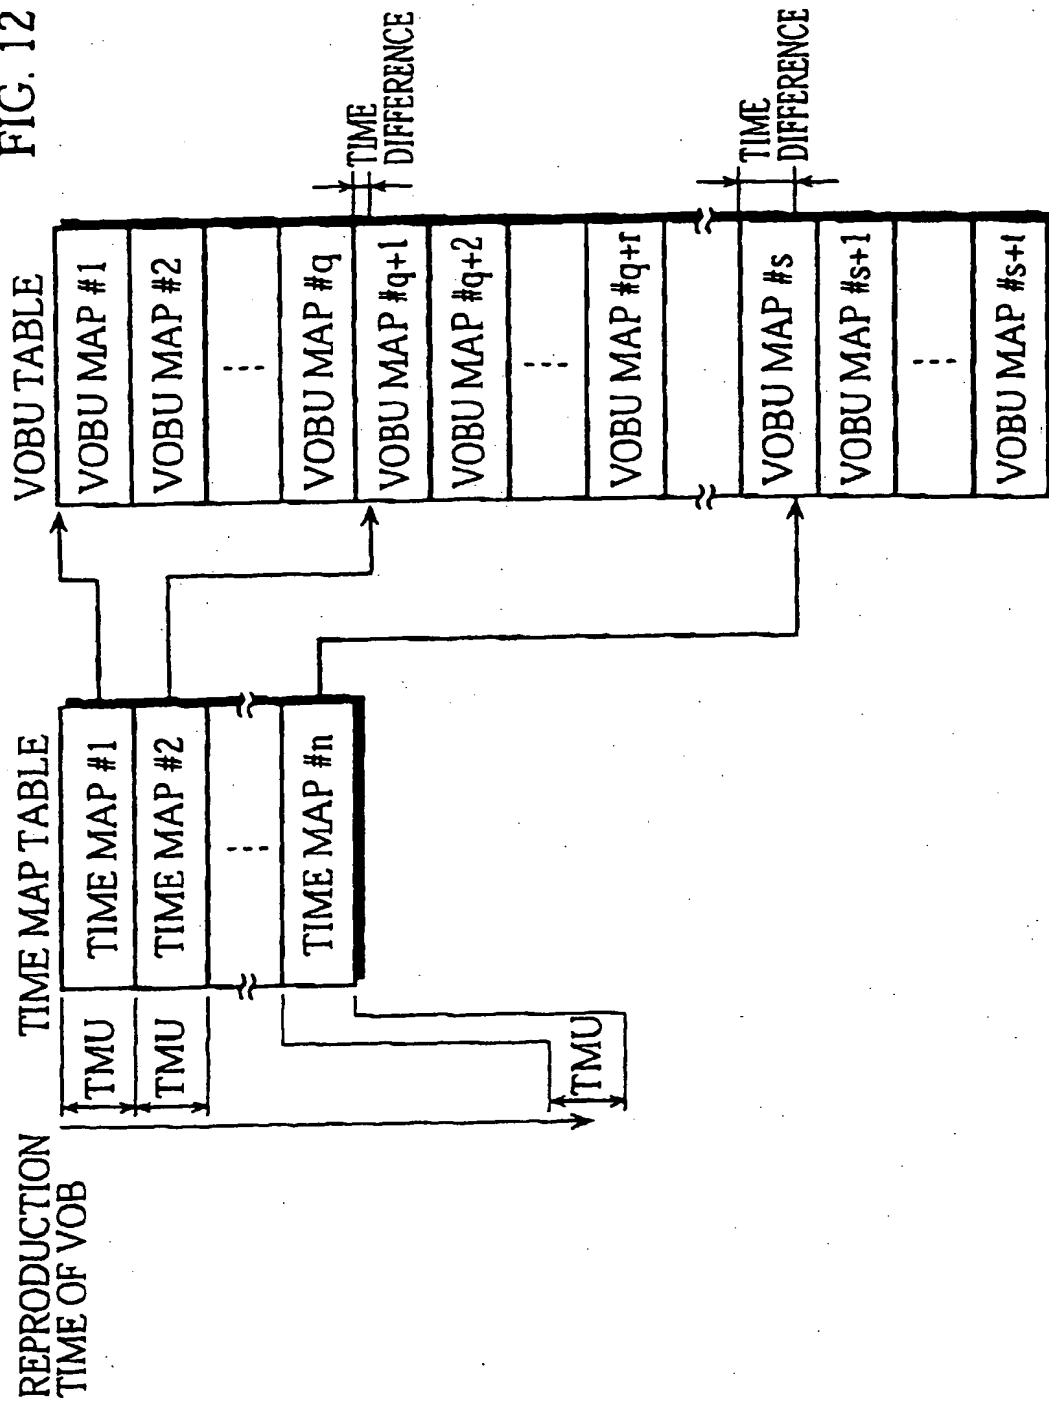 FIG. 12
REPRODUCTION
TIME OF VOB
TMU
TMU
TMU
TIME MAP TABLE
TIME MAP #1
TIME MAP #2
----
TIME MAP #n
VOBU TABLE
VOBU MAP #1
VOBU MAP #2
----
VOBU MAP #q
VOBU MAP #q+1
VOBU MAP #q+2
----
VOBU MAP #q+r
VOBU MAP #s
VOBU MAP #s+1
----
VOBU MAP #s+t
TIME
DIFFERENCE
TIME
DIFFERENCE